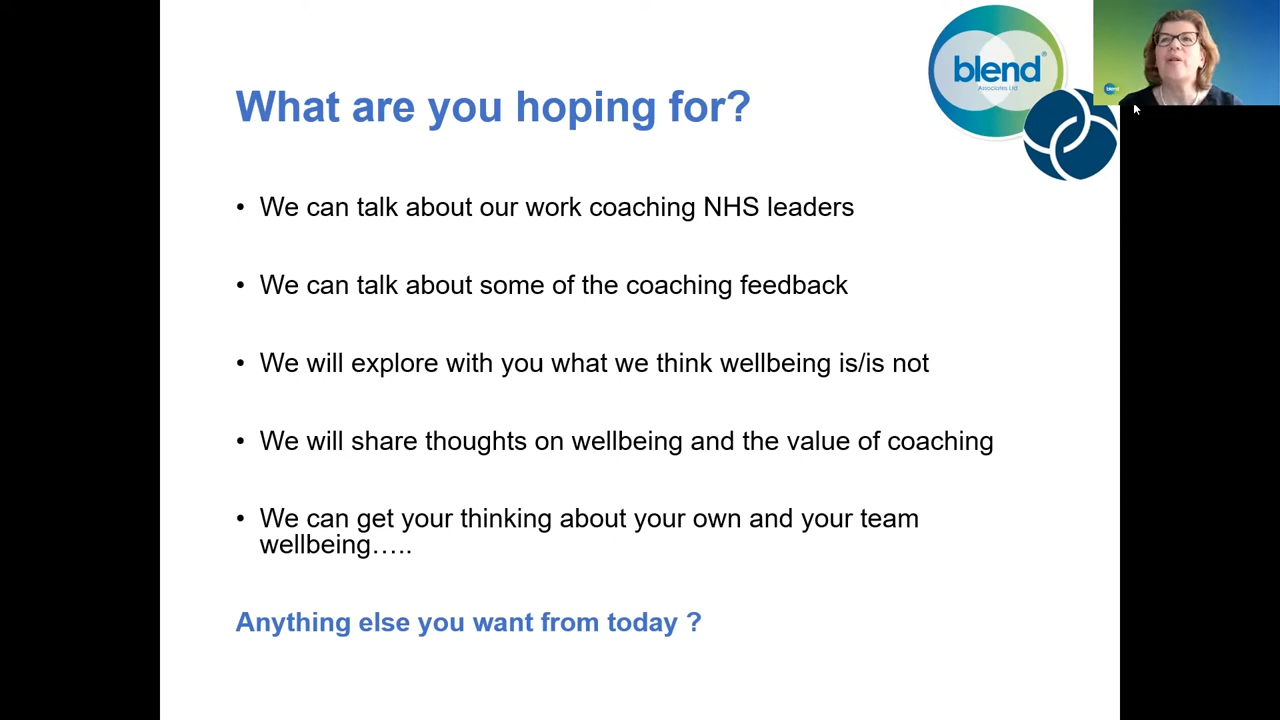 What are you hoping for?
blend®
Associates Ltd
blend
• We can talk about our work coaching NHS leaders
• We can talk about some of the coaching feedback
• We will explore with you what we think wellbeing is/is not
• We will share thoughts on wellbeing and the value of coaching
• We can get your thinking about your own and your team
wellbeing…..
Anything else you want from today ?